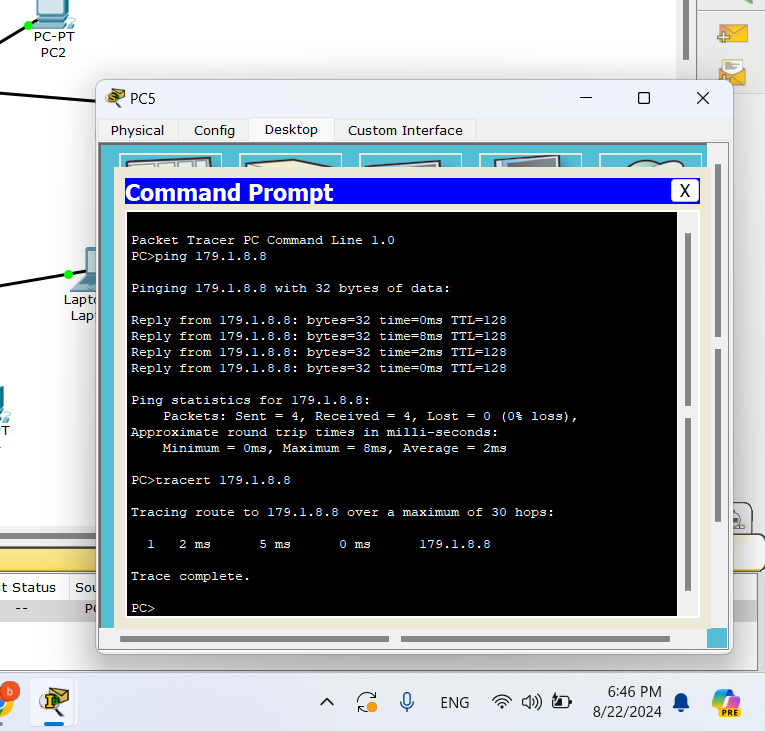 PC-PT
PC2
PC5
Physical Config Desktop Custom Interface
Command Prompt X
Packet Tracer PC Command Line 1.0
PC>ping 179.1.8.8
Pinging 179.1.8.8 with 32 bytes of data:
Reply from 179.1.8.8: bytes=32 time=0ms TTL=128
Reply from 179.1.8.8: bytes=32 time=8ms TTL=128
Reply from 179.1.8.8: bytes=32 time=2ms TTL=128
Reply from 179.1.8.8: bytes=32 time=0ms TTL=128
Ping statistics for 179.1.8.8:
Packets: Sent = 4, Received = 4, Lost = 0 (0% loss),
Approximate round trip times in milli-seconds:
Minimum = 0ms, Maximum = 8ms, Average = 2ms
PC>tracert 179.1.8.8
Tracing route to 179.1.8.8 over a maximum of 30 hops:
1 2 ms 5 ms 0 ms 179.1.8.8
Trace complete.
PC>
Lapto
Lap
T
t Status Sou
-- PC
b
ENG
6:46 PM
8/22/2024
PRE